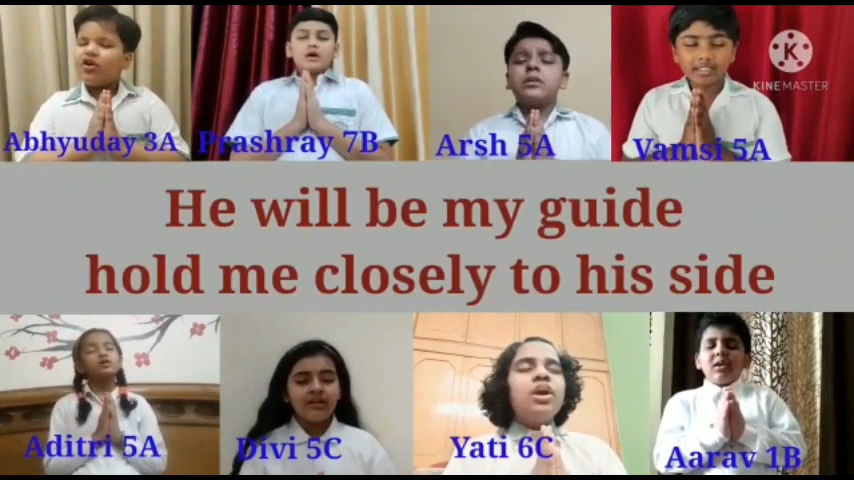 KINEMASTER
Abhyuday 3A
Prashray 7B
Arsh 5A
Vamsi 5A
He will be my guide
hold me closely to his side
Aditri 5A
Divi 5C
Yati 6C
Aarav 1B